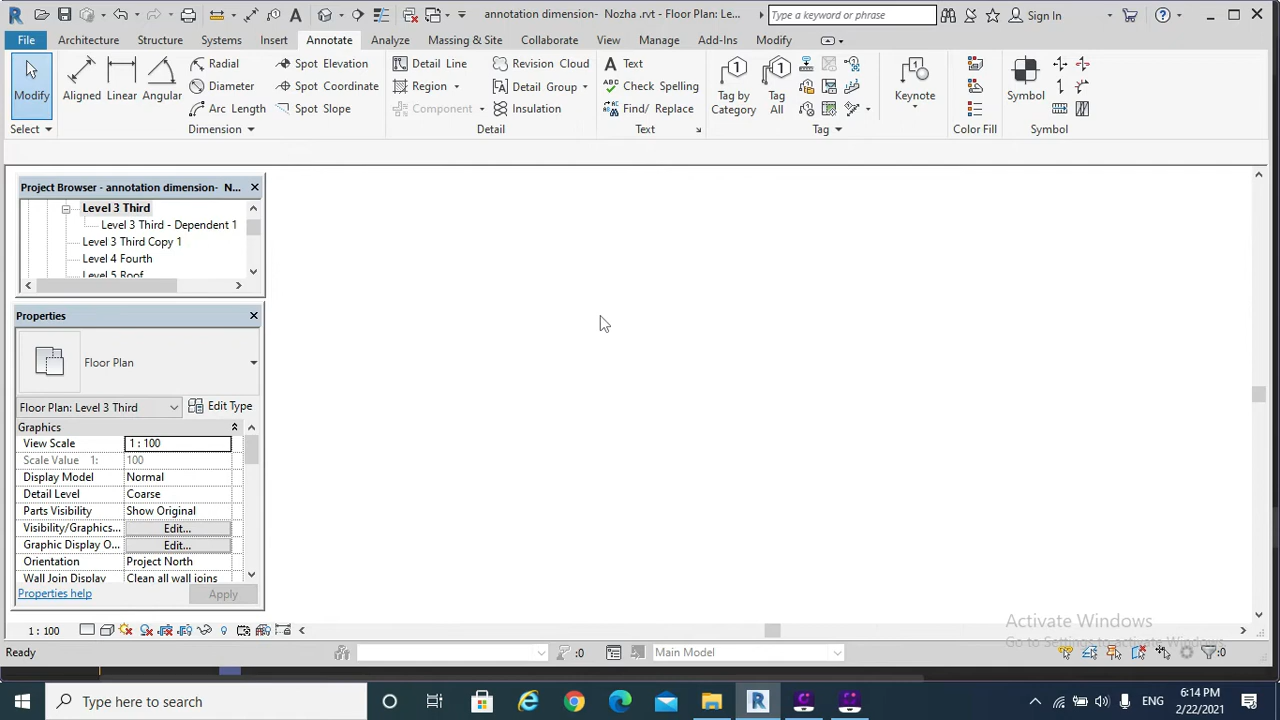 annotation dimension- Nozha .rvt - Floor Plan: Le...
Type a keyword or phrase
Sign In
File Architecture Structure Systems Insert Annotate Analyze Massing & Site Collaborate View Manage Add-Ins Modify
Modify
Select
Aligned Linear Angular
Radial
Diameter
Arc Length
Spot Elevation
Spot Coordinate
Spot Slope
Dimension
Detail Line
Region
Component
Revision Cloud
Detail Group
Insulation
Detail
Text
Check Spelling
Find/ Replace
Text
Tag by
Category
Tag
All
Tag
Keynote
Color Fill
Symbol
Symbol
Project Browser - annotation dimension- N...
Level 3 Third
Level 3 Third - Dependent 1
Level 3 Third Copy 1
Level 4 Fourth
Level 5 Roof
Properties
Floor Plan
Floor Plan: Level 3 Third Edit Type
Graphics
View Scale 1 : 100
Scale Value 1: 100
Display Model Normal
Detail Level Coarse
Parts Visibility Show Original
Visibility/Graphics... Edit...
Graphic Display O... Edit...
Orientation Project North
Wall Join Display Clean all wall joins
Properties help Apply
1 : 100
Activate Windows
Go to Settings to activate Windows.
Ready :0 Main Model :0
Type here to search
ENG
6:14 PM
2/22/2021